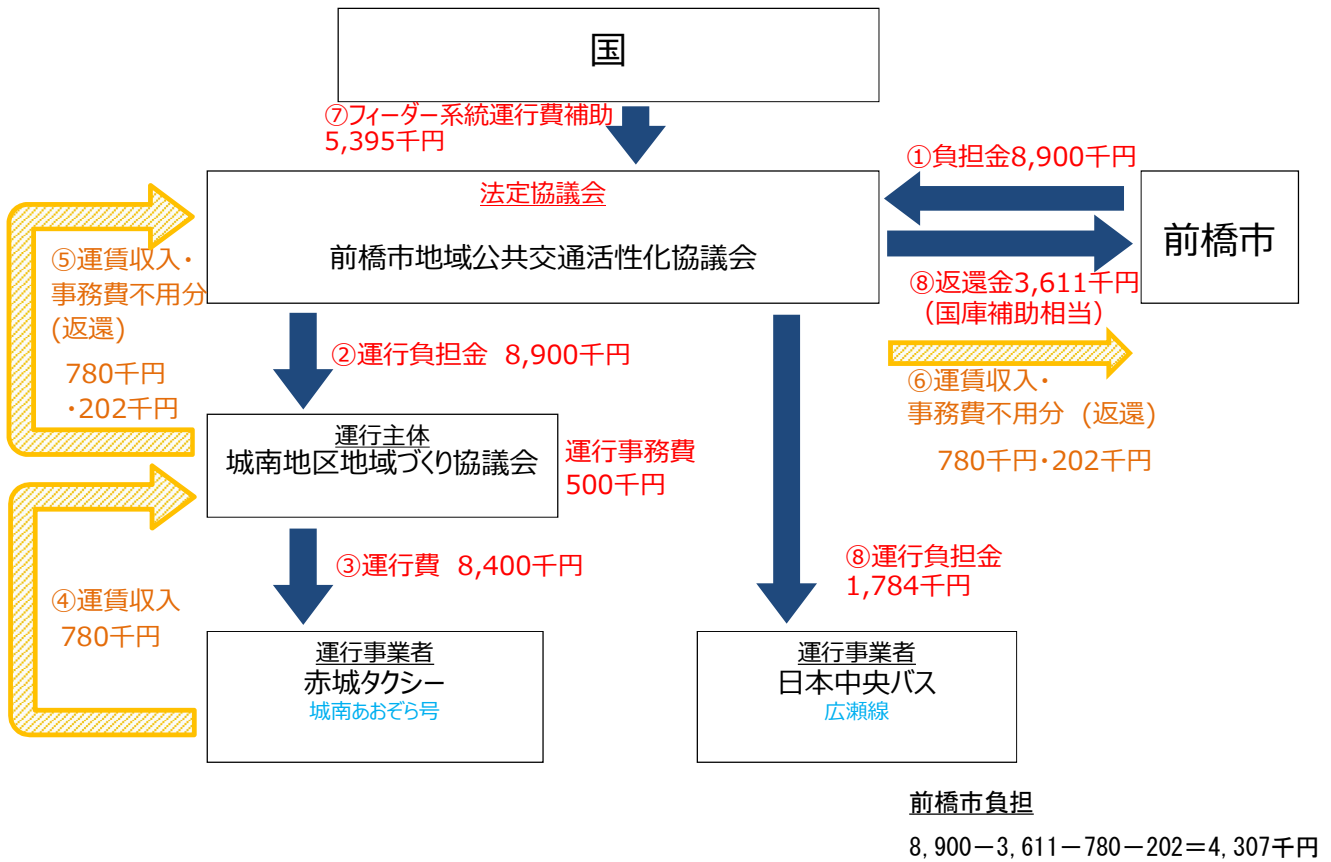 国
⑦フィーダー系統運行費補助
5,395千円
①負担金8,900千円
法定協議会
前橋市地域公共交通活性化協議会
前橋市
⑧返還金3,611千円
（国庫補助相当）
⑤運賃収入・
事務費不用分
(返還)
780千円
・202千円
②運行負担金 8,900千円
⑥運賃収入・
事務費不用分 (返還)
780千円・202千円
運行主体
城南地区地域づくり協議会
運行事務費
500千円
③運行費 8,400千円
⑧運行負担金
1,784千円
④運賃収入
780千円
運行事業者
赤城タクシー
城南あおぞら号
運行事業者
日本中央バス
広瀬線
前橋市負担
8,900－3,611－780－202＝4,307千円